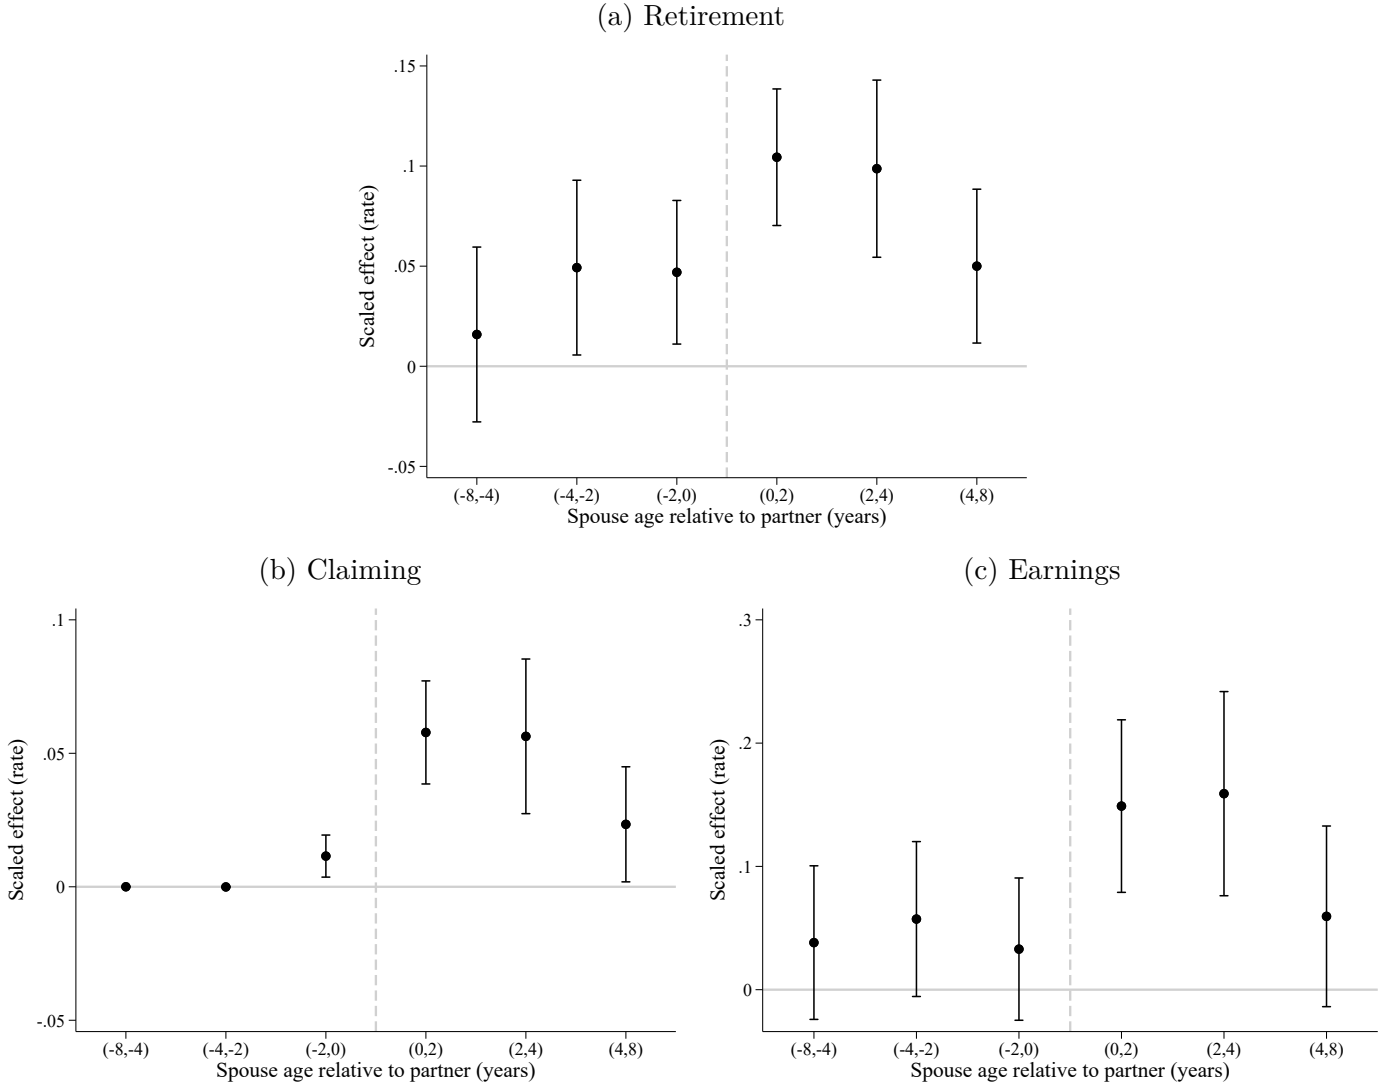 (a) Retirement
.15
.1
.05
0
-.05
Scaled effect (rate)
(-8,-4) (-4,-2) (-2,0) (0,2) (2,4) (4,8)
Spouse age relative to partner (years)
(b) Claiming
.1
.05
0
-.05
Scaled effect (rate)
(-8,-4) (-4,-2) (-2,0) (0,2) (2,4) (4,8)
Spouse age relative to partner (years)
(c) Earnings
.3
.2
.1
0
Scaled effect (rate)
(-8,-4) (-4,-2) (-2,0) (0,2) (2,4) (4,8)
Spouse age relative to partner (years)